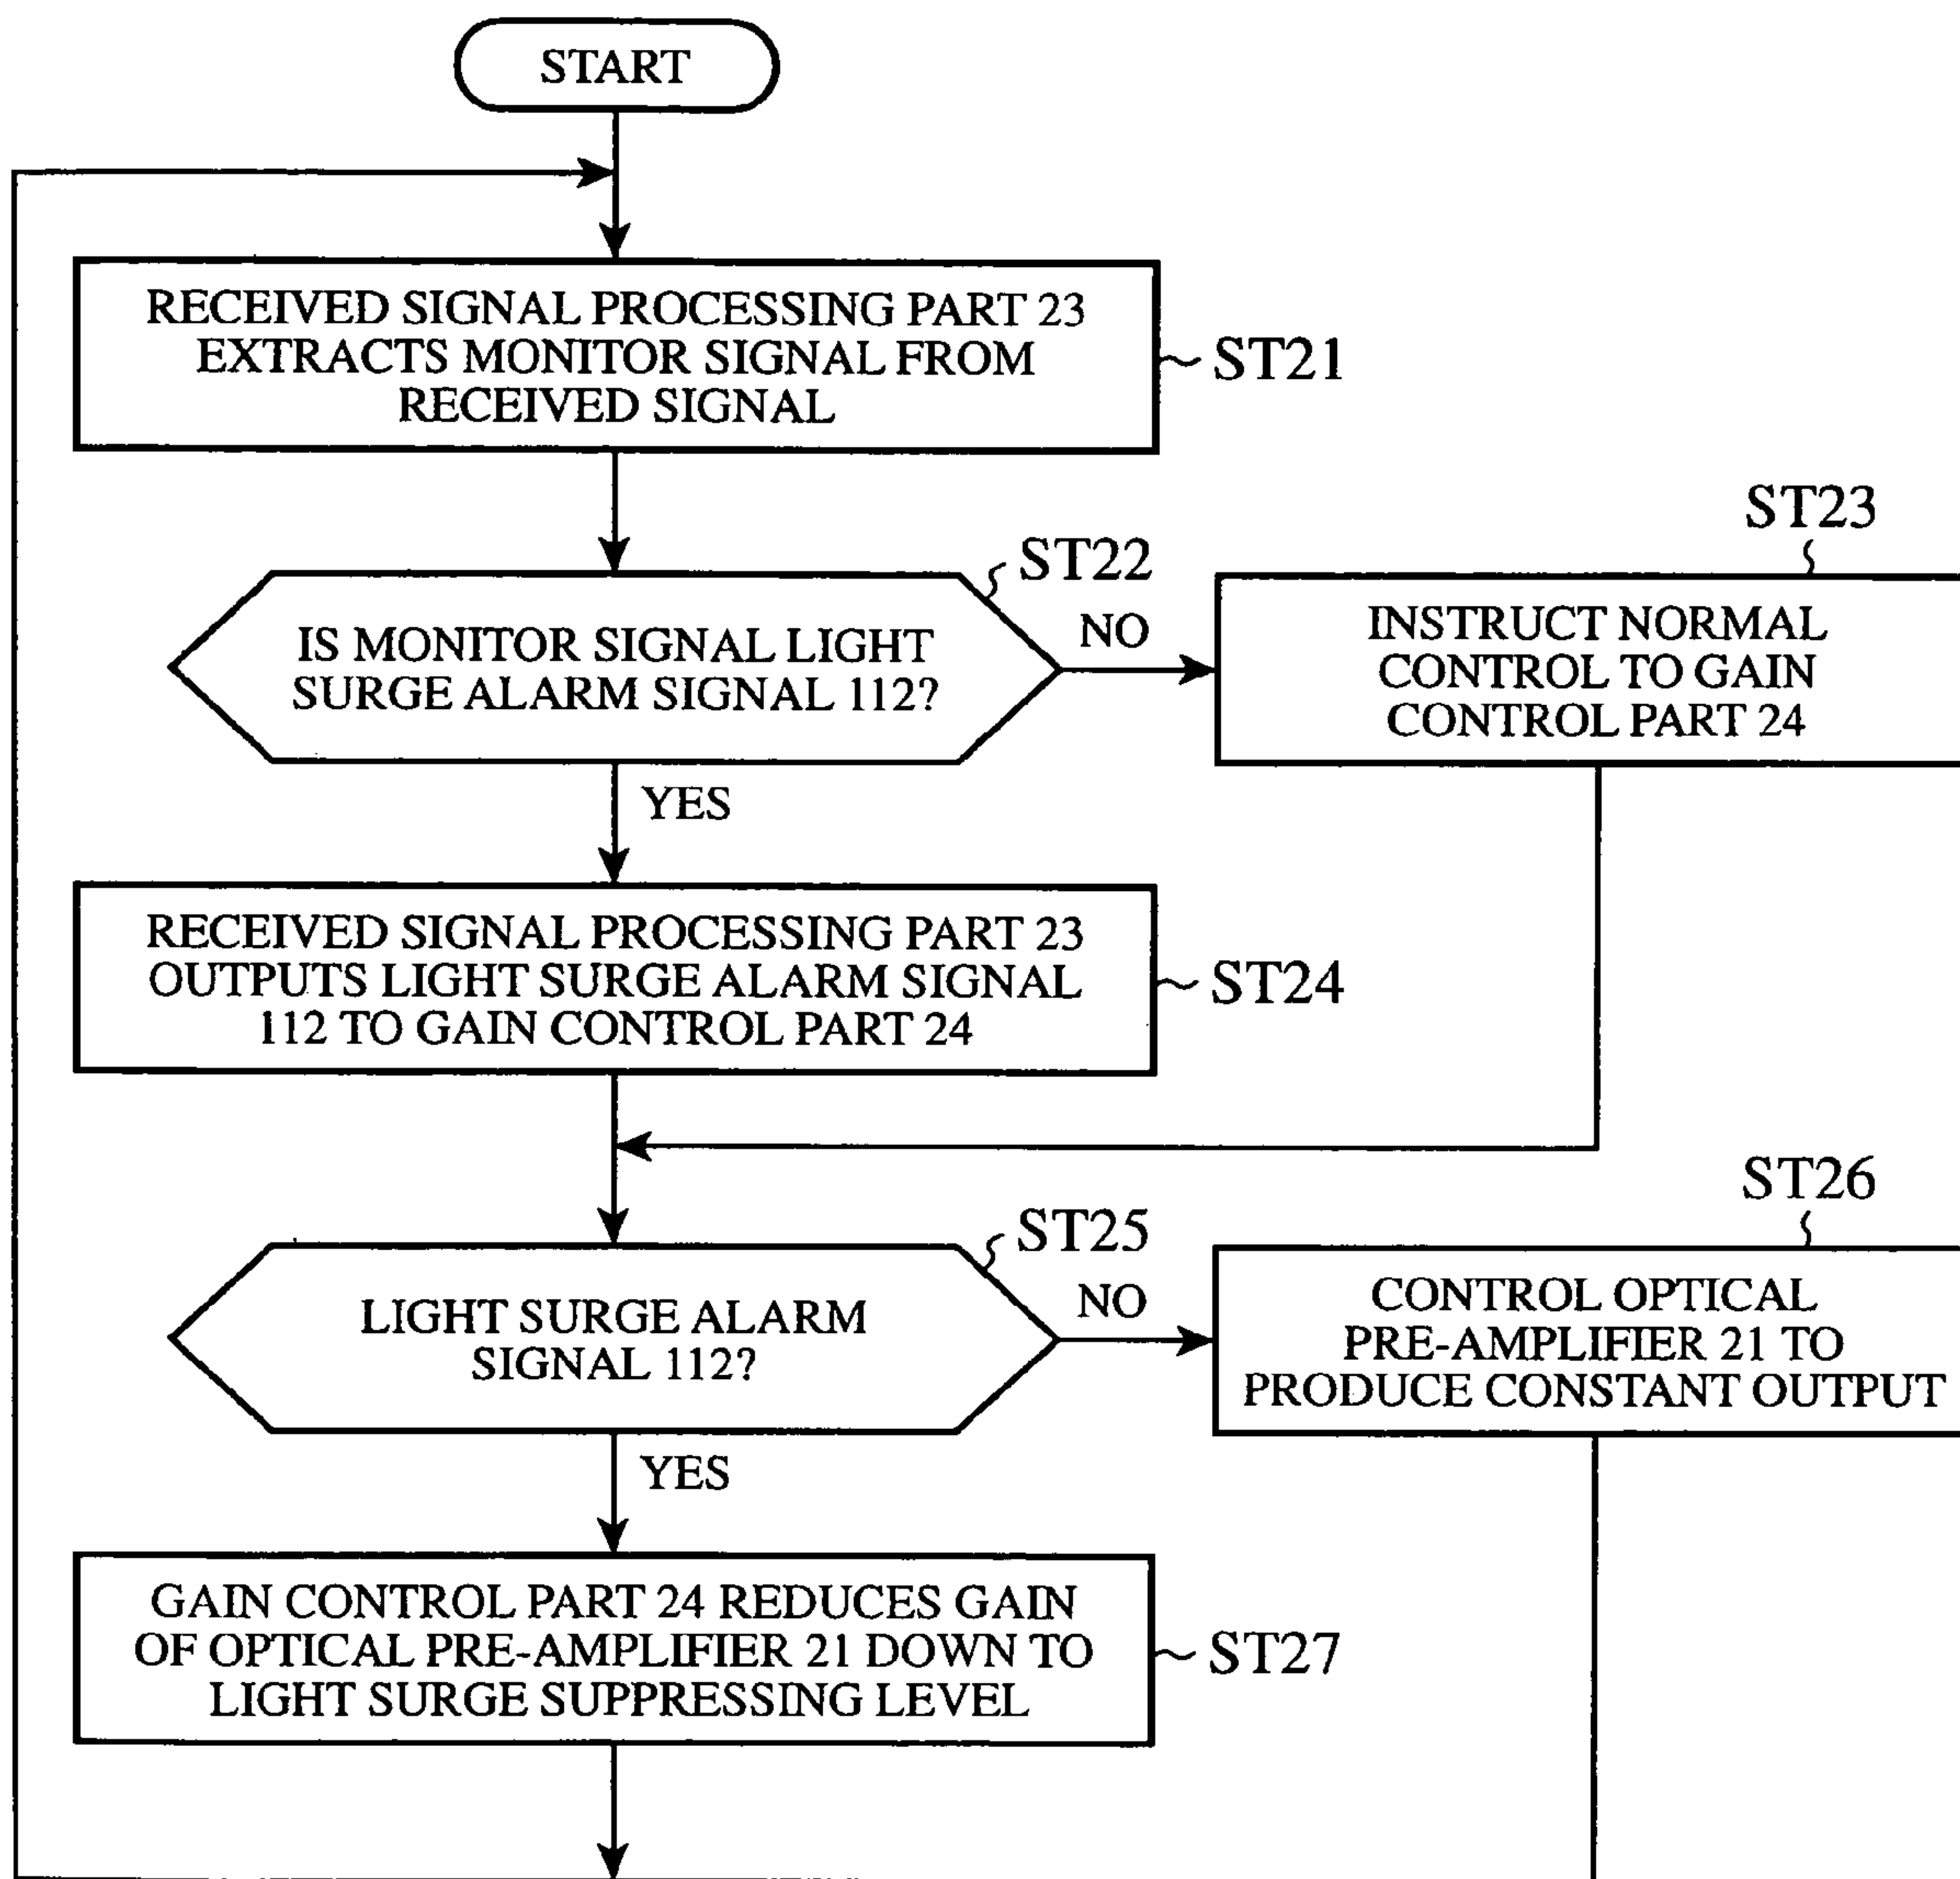 START
RECEIVED SIGNAL PROCESSING PART 23
EXTRACTS MONITOR SIGNAL FROM
RECEIVED SIGNAL
ST21
ST22
IS MONITOR SIGNAL LIGHT
SURGE ALARM SIGNAL 112?
NO
YES
ST23
INSTRUCT NORMAL
CONTROL TO GAIN
CONTROL PART 24
RECEIVED SIGNAL PROCESSING PART 23
OUTPUTS LIGHT SURGE ALARM SIGNAL
112 TO GAIN CONTROL PART 24
ST24
ST25
LIGHT SURGE ALARM
SIGNAL 112?
NO
YES
ST26
CONTROL OPTICAL
PRE-AMPLIFIER 21 TO
PRODUCE CONSTANT OUTPUT
GAIN CONTROL PART 24 REDUCES GAIN
OF OPTICAL PRE-AMPLIFIER 21 DOWN TO
LIGHT SURGE SUPPRESSING LEVEL
ST27